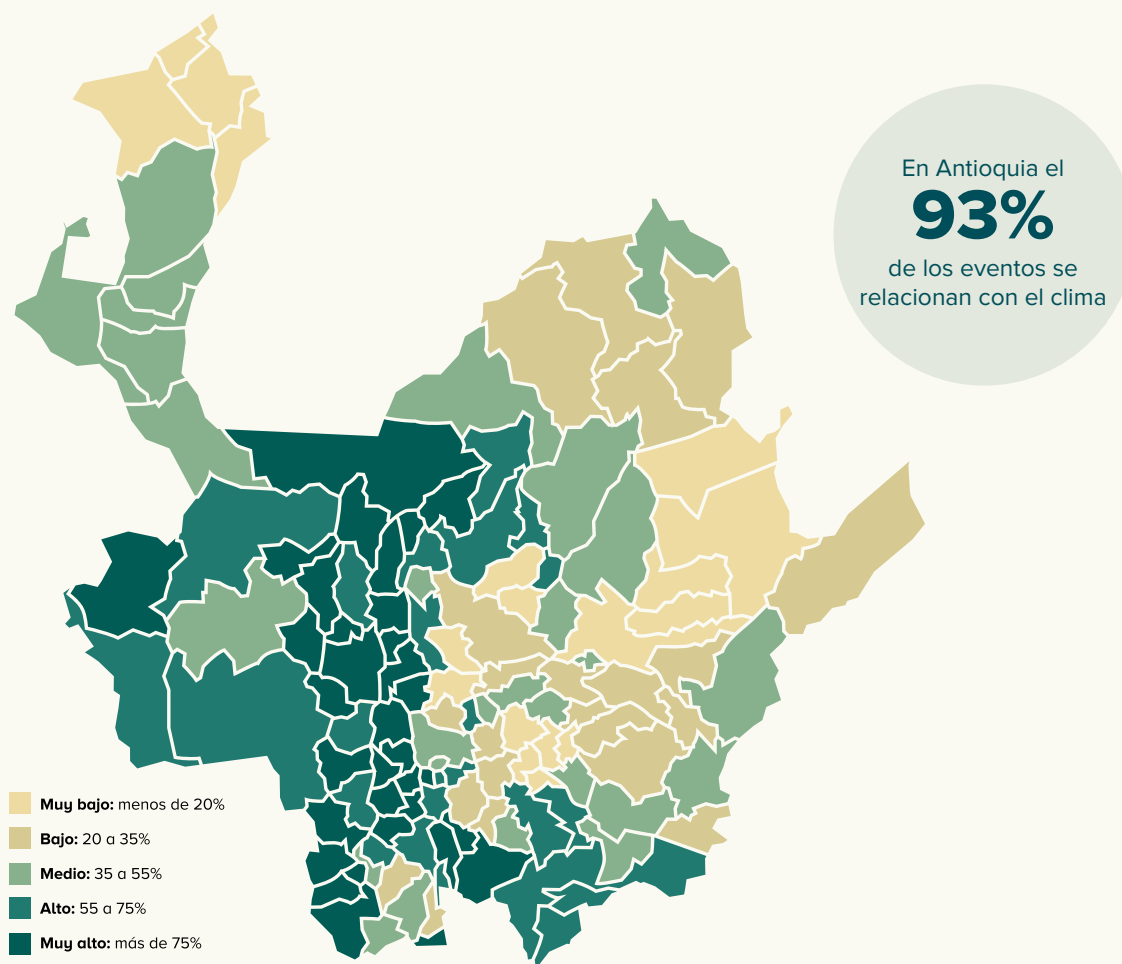 En Antioquia el
93%
de los eventos se
relacionan con el clima
Muy bajo: menos de 20%
Bajo: 20 a 35%
Medio: 35 a 55%
Alto: 55 a 75%
Muy alto: más de 75%